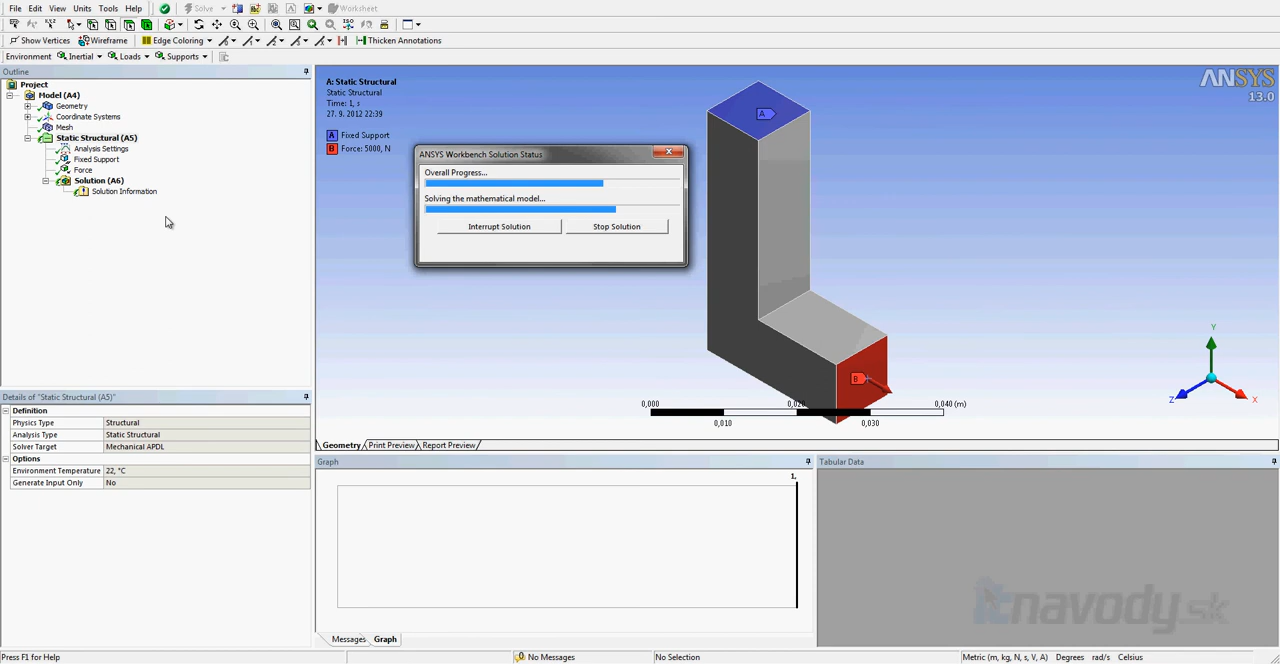 File Edit View Units Tools Help Solve Worksheet
Show Vertices Wireframe Edge Coloring Thicken Annotations
Environment Inertial Loads Supports
Outline
Project
Model (A4)
Geometry
Coordinate Systems
Mesh
Static Structural (A5)
Analysis Settings
Fixed Support
Force
Solution (A6)
Solution Information
Details of "Static Structural (A5)"
Definition
Physics Type Structural
Analysis Type Static Structural
Solver Target Mechanical APDL
Options
Environment Temperature 22, °C
Generate Input Only No
A: Static Structural
Static Structural
Time: 1, s
27. 9. 2012 22:39
A Fixed Support
B Force: 5000, N
ANSYS
13.0
ANSYS Workbench Solution Status
Overall Progress...
Solving the mathematical model...
Interrupt Solution Stop Solution
A
B
0,000 0,020 0,040 (m)
0,010 0,030
Y
Z X
Geometry Print Preview Report Preview
Graph
1,
Messages Graph
Tabular Data
itnavody.sk
Press F1 for Help No Messages No Selection Metric (m, kg, N, s, V, A) Degrees rad/s Celsius